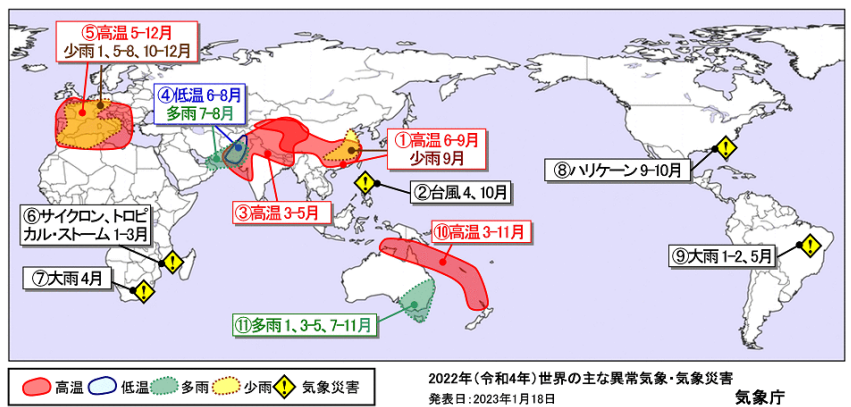 ⑤高温 5-12月
少雨 1、5-8、10-12月
④低温 6-8月
多雨 7-8月
①高温 6-9月
少雨 9月
②台風 4、10月
③高温 3-5月
⑥サイクロン、トロピ
カル・ストーム 1-3月
⑦大雨 4月
⑧ハリケーン 9-10月
⑨大雨 1-2、5月
⑩高温 3-11月
⑪多雨 1、3-5、7-11月
高温
低温
多雨
少雨
気象災害
2022年(令和4年)世界の主な異常気象・気象災害
発表日:2023年1月18日
気象庁